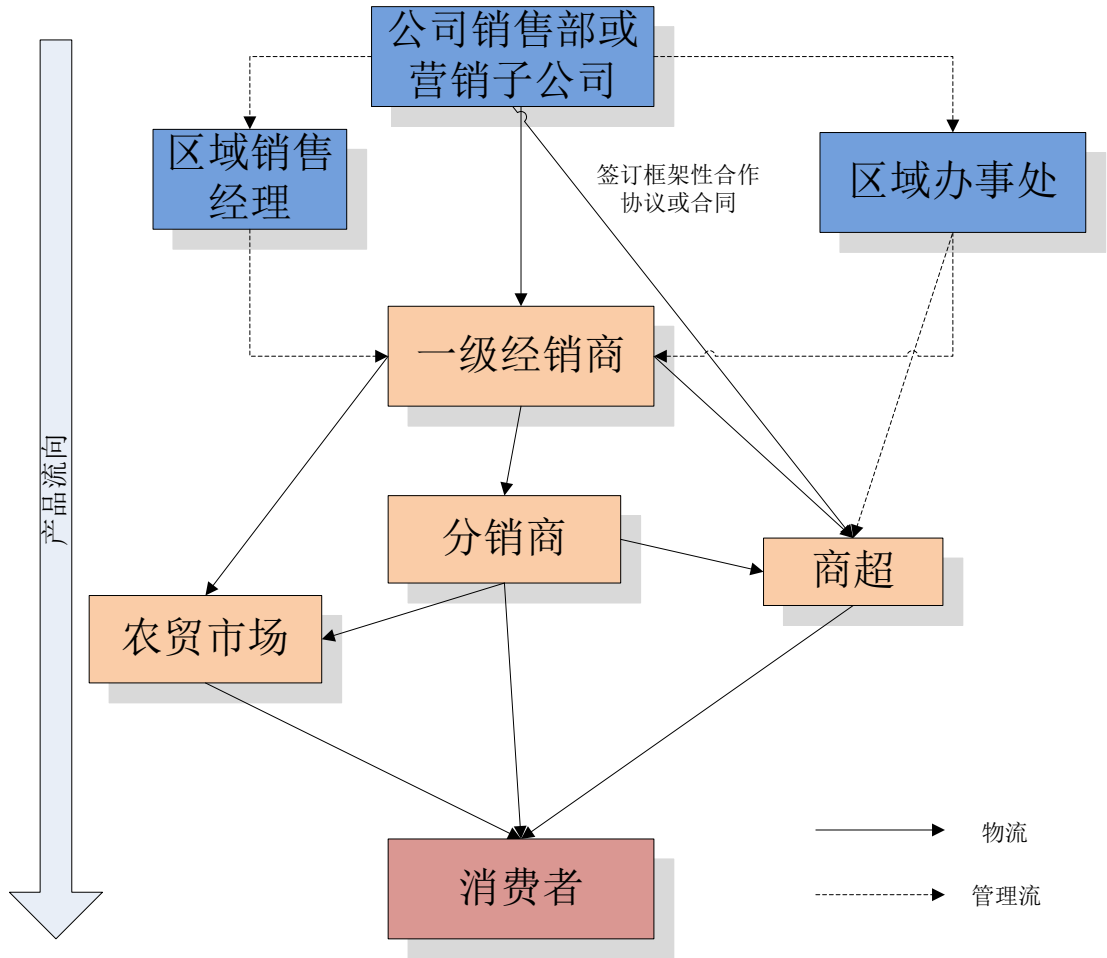 公司销售部或
营销子公司
区域销售
经理
签订框架性合作
协议或合同
区域办事处
一级经销商
产品流向
分销商
商超
农贸市场
物流
消费者
管理流